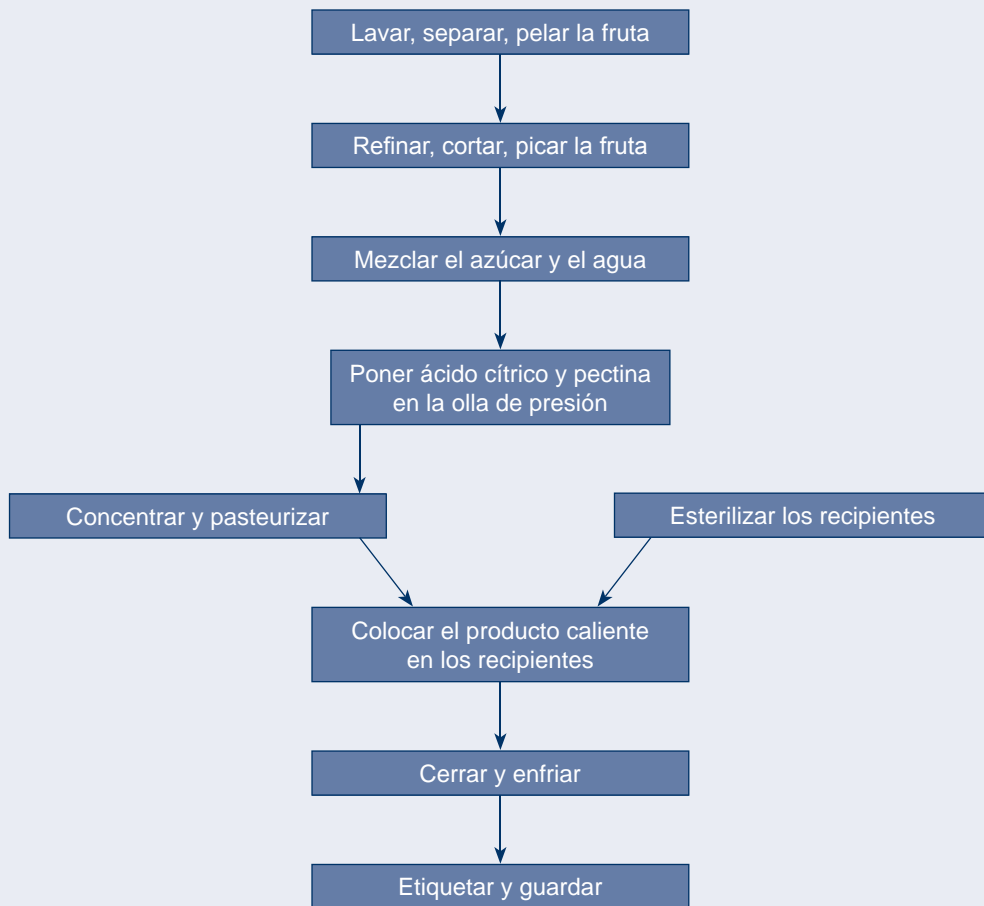 Lavar, separar, pelar la fruta
Refinar, cortar, picar la fruta
Mezclar el azúcar y el agua
Poner ácido cítrico y pectina
en la olla de presión
Concentrar y pasteurizar
Esterilizar los recipientes
Colocar el producto caliente
en los recipientes
Cerrar y enfriar
Etiquetar y guardar